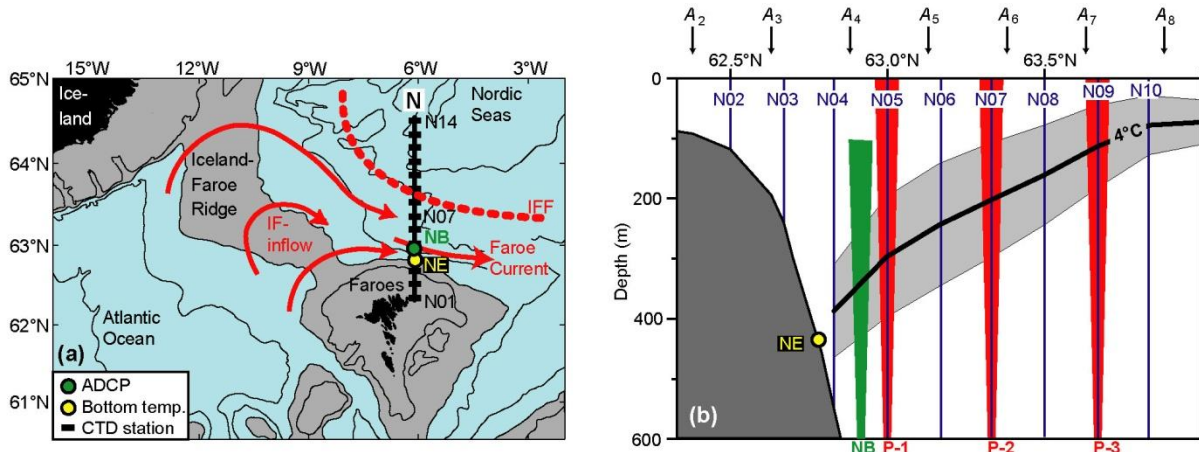 15°W 12°W 9°W 6°W 3°W
65°N
64°N
63°N
62°N
61°N
Ice-
land
N
Nordic
Seas
N14
Iceland-
Faroe
Ridge
IFF
N07
IF-
inflow
NB
NE
Faroe
Current
Faroes
N01
Atlantic
Ocean
(a)
ADCP
Bottom temp.
CTD station
A2 A3 A4 A5 A6 A7 A8
62.5°N 63.0°N 63.5°N
0
200
400
600
Depth (m)
N02 N03 N04 N05 N06 N07 N08 N09 N10
4°C
NE
(b)
NB P-1 P-2 P-3